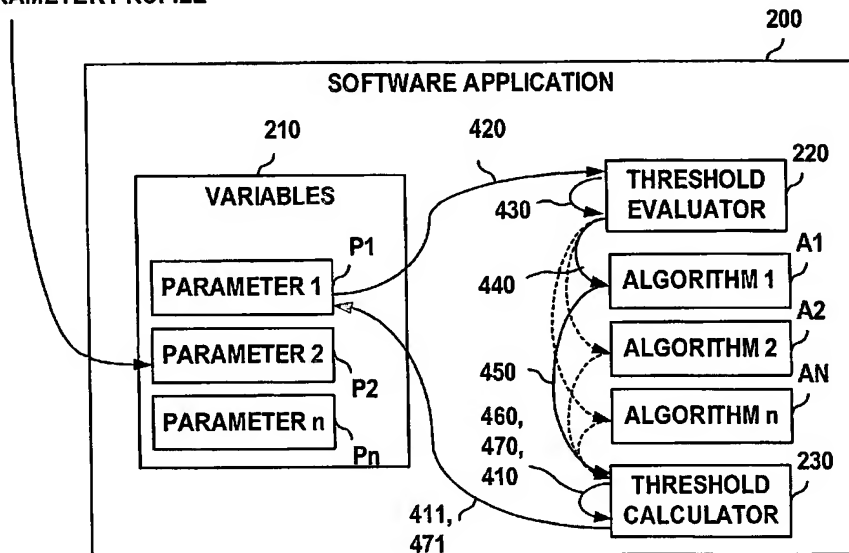 200
SOFTWARE APPLICATION
210
420
VARIABLES
THRESHOLD
EVALUATOR
220
430
P1
PARAMETER 1
440
A1
ALGORITHM 1
A2
PARAMETER 2
P2
450
ALGORITHM 2
AN
PARAMETER n
Pn
460,
470,
410
ALGORITHM n
230
THRESHOLD
CALCULATOR
411,
471